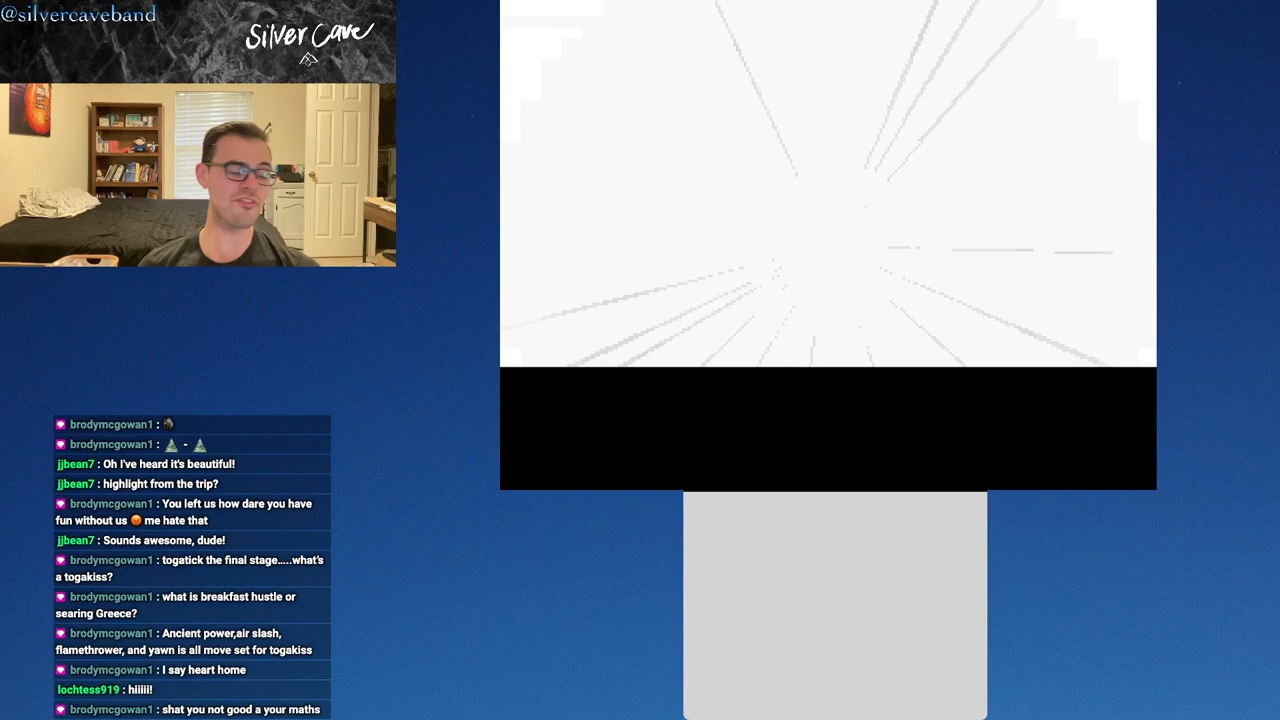 @silvercaveband
Silver Cave
brodymcgowan1 :
brodymcgowan1 : -
jjbean7 : Oh I've heard it's beautiful!
jjbean7 : highlight from the trip?
brodymcgowan1 : You left us how dare you have
fun without us 😡 me hate that
jjbean7 : Sounds awesome, dude!
brodymcgowan1 : togatick the final stage.....what's
a togakiss?
brodymcgowan1 : what is breakfast hustle or
searing Greece?
brodymcgowan1 : Ancient power,air slash,
flamethrower, and yawn is all move set for togakiss
brodymcgowan1 : I say heart home
lochtess919 : hiiiii!
brodymcgowan1 : shat you not good a your maths